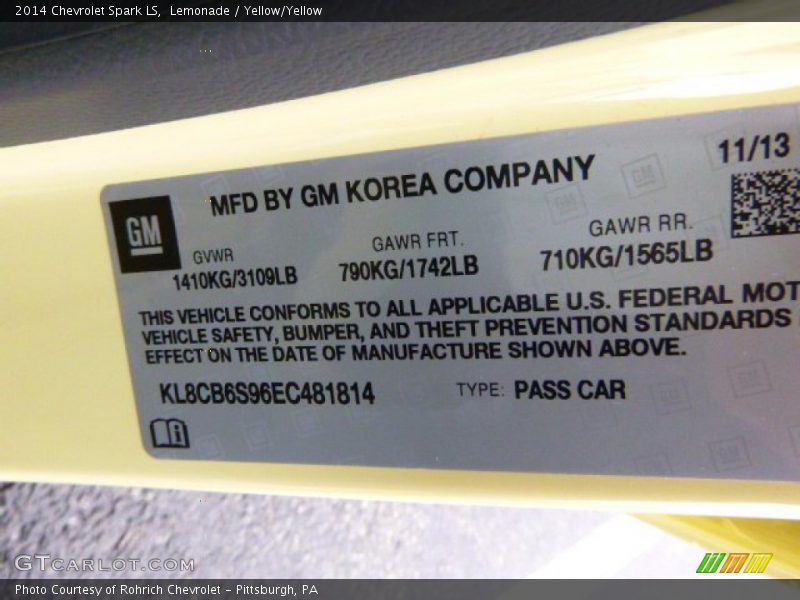 2014 Chevrolet Spark LS,  Lemonade / Yellow/Yellow
11/13
MFD BY GM KOREA COMPANY
GM
GVWR GAWR FRT. GAWR RR.
1410KG/3109LB 790KG/1742LB 710KG/1565LB
THIS VEHICLE CONFORMS TO ALL APPLICABLE U.S. FEDERAL MOT
VEHICLE SAFETY, BUMPER, AND THEFT PREVENTION STANDARDS
EFFECT ON THE DATE OF MANUFACTURE SHOWN ABOVE.
KL8CB6S96EC481814 TYPE: PASS CAR
GTCARLOT.COM
Photo Courtesy of Rohrich Chevrolet - Pittsburgh, PA